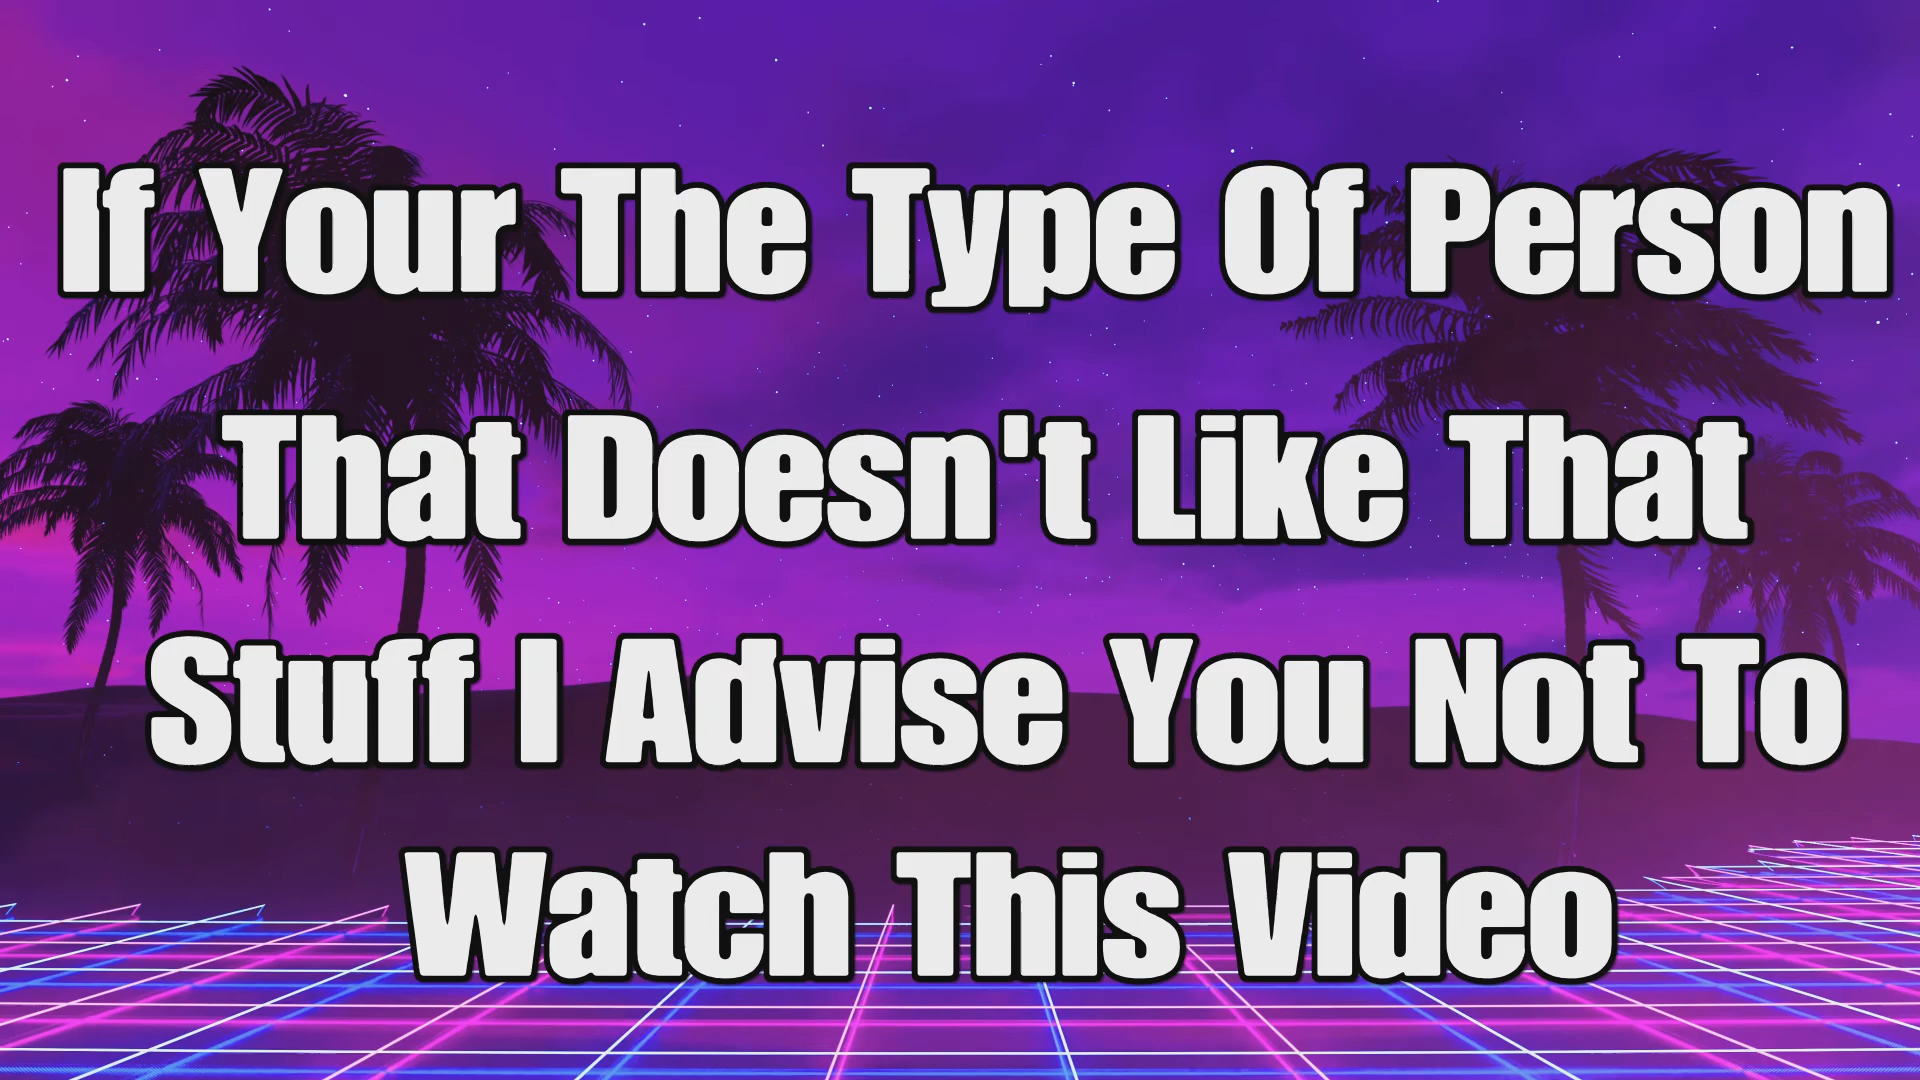 If Your The Type Of Person
That Doesn't Like That
Stuff I Advise You Not To
Watch This Video